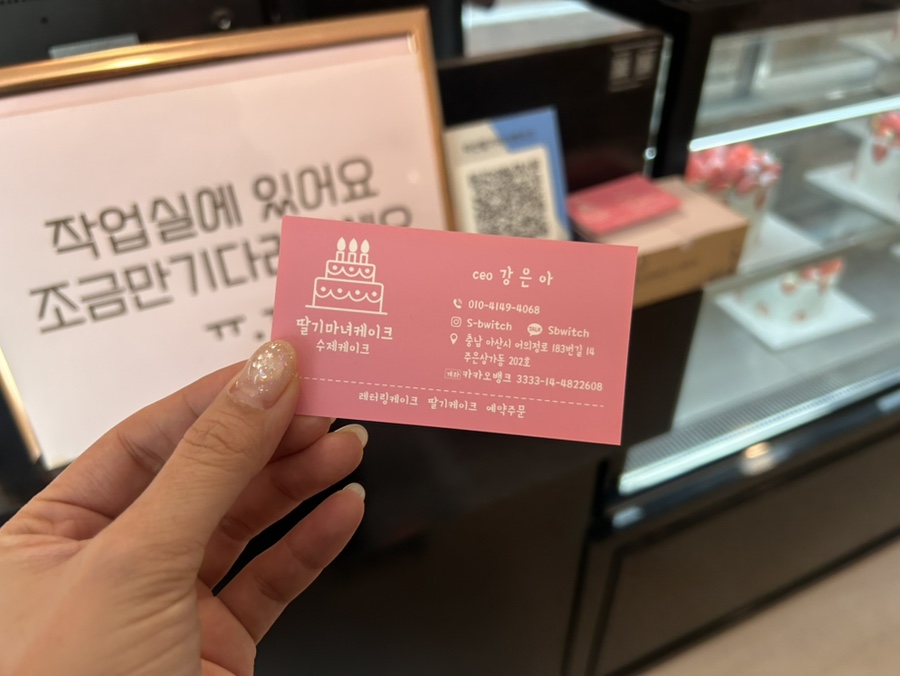 작업실에 있어요
조금만기다려
ㅠ.
딸기마녀케이크
수제케이크
ceo 강은아
010-4149-4068
S-bwitch TALK Sbwitch
충남 아산시 어의정로 183번길 14
주은상가동 202호
계좌 카카오뱅크 3333-14-4822608
레터링케이크 딸기케이크 예약주문